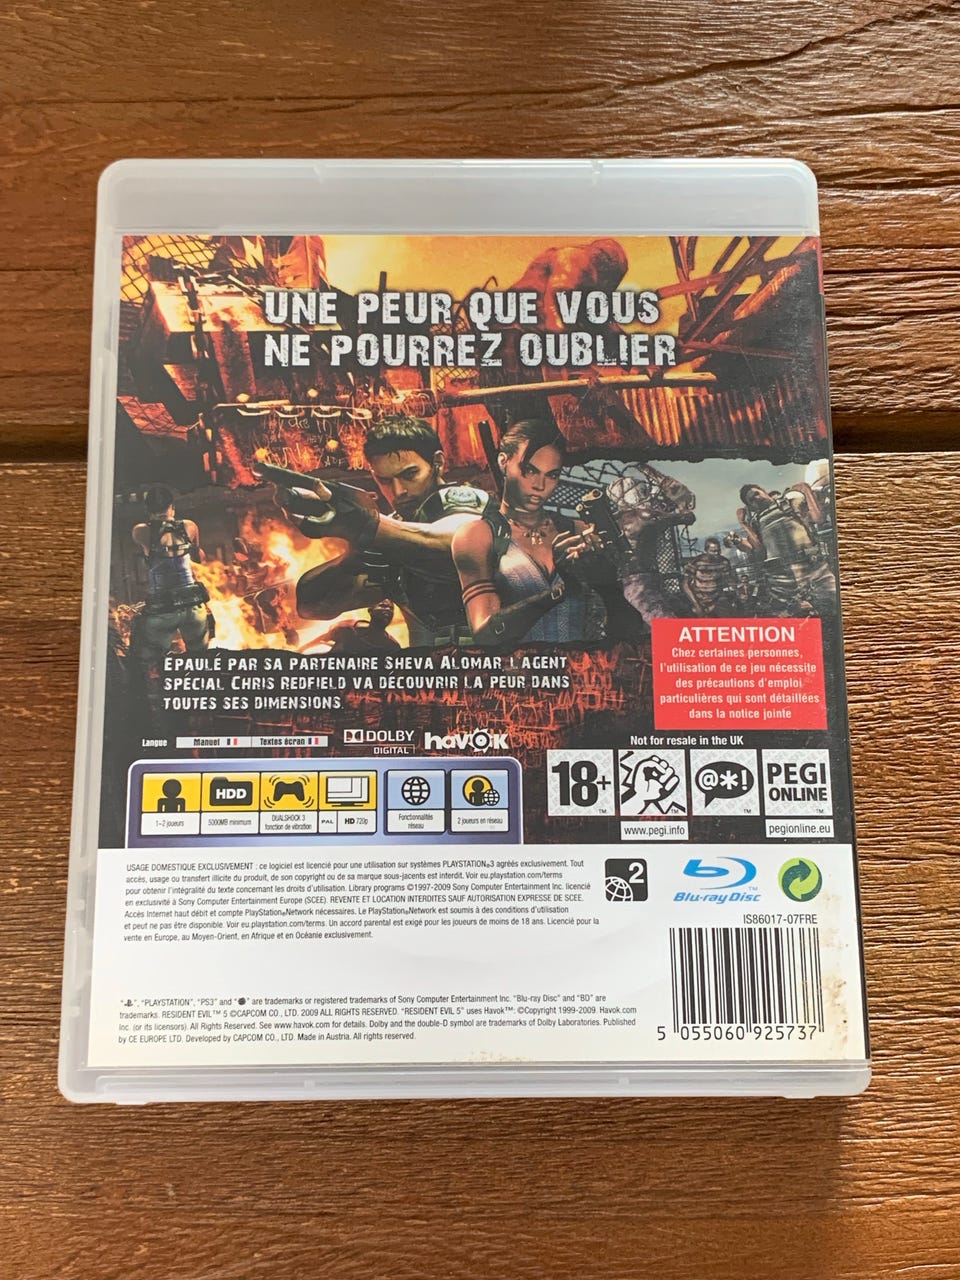 UNE PEUR QUE VOUS
NE POURREZ OUBLIER
ÉPAULÉ PAR SA PARTENAIRE SHEVA ALOMAR, L'AGENT
SPÉCIAL CHRIS REDFIELD VA DÉCOUVRIR LA PEUR DANS
TOUTES SES DIMENSIONS.
ATTENTION
Chez certaines personnes,
l'utilisation de ce jeu nécessite
des précautions d'emploi
particulières qui sont détaillées
dans la notice jointe
Langue Manuel Textes écran
DOLBY
DIGITAL
havok
Not for resale in the UK
HDD
1-2 joueurs
5000MB minimum
DUALSHOCK 3
fonction de vibration
PAL HD 720p
Fonctionnalités
réseau
2 joueurs en réseau
18+
@*!
PEGI
ONLINE
www.pegi.info
pegionline.eu
USAGE DOMESTIQUE EXCLUSIVEMENT : ce logiciel est licencié pour une utilisation sur systèmes PLAYSTATION®3 agréés exclusivement. Tout
accès, usage ou transfert illicite du produit, de son copyright ou de sa marque sous-jacents est interdit. Voir eu.playstation.com/terms
pour obtenir l'intégralité du texte concernant les droits d'utilisation. Library programs ©1997-2009 Sony Computer Entertainment Inc. licencié
en exclusivité à Sony Computer Entertainment Europe (SCEE). REVENTE ET LOCATION INTERDITES SAUF AUTORISATION EXPRESSE DE SCEE.
Accès Internet haut débit et compte PlayStation®Network nécessaires. Le PlayStation®Network est soumis à des conditions d'utilisation
et peut ne pas être disponible. Voir eu.playstation.com/terms. Un accord parental est exigé pour les joueurs de moins de 18 ans. Licencié pour la
vente en Europe, au Moyen-Orient, en Afrique et en Océanie exclusivement.
2
Blu-ray Disc™
IS86017-07FRE
5 055060 925737
"", "PLAYSTATION", "PS3" and "" are trademarks or registered trademarks of Sony Computer Entertainment Inc. "Blu-ray Disc" and "BD" are
trademarks. RESIDENT EVIL™ 5 ©CAPCOM CO., LTD. 2009 ALL RIGHTS RESERVED. "RESIDENT EVIL 5" uses Havok™: ©Copyright 1999-2009. Havok.com
Inc. (or its licensors). All Rights Reserved. See www.havok.com for details. Dolby and the double-D symbol are trademarks of Dolby Laboratories. Published
by CE EUROPE LTD. Developed by CAPCOM CO., LTD. Made in Austria. All rights reserved.